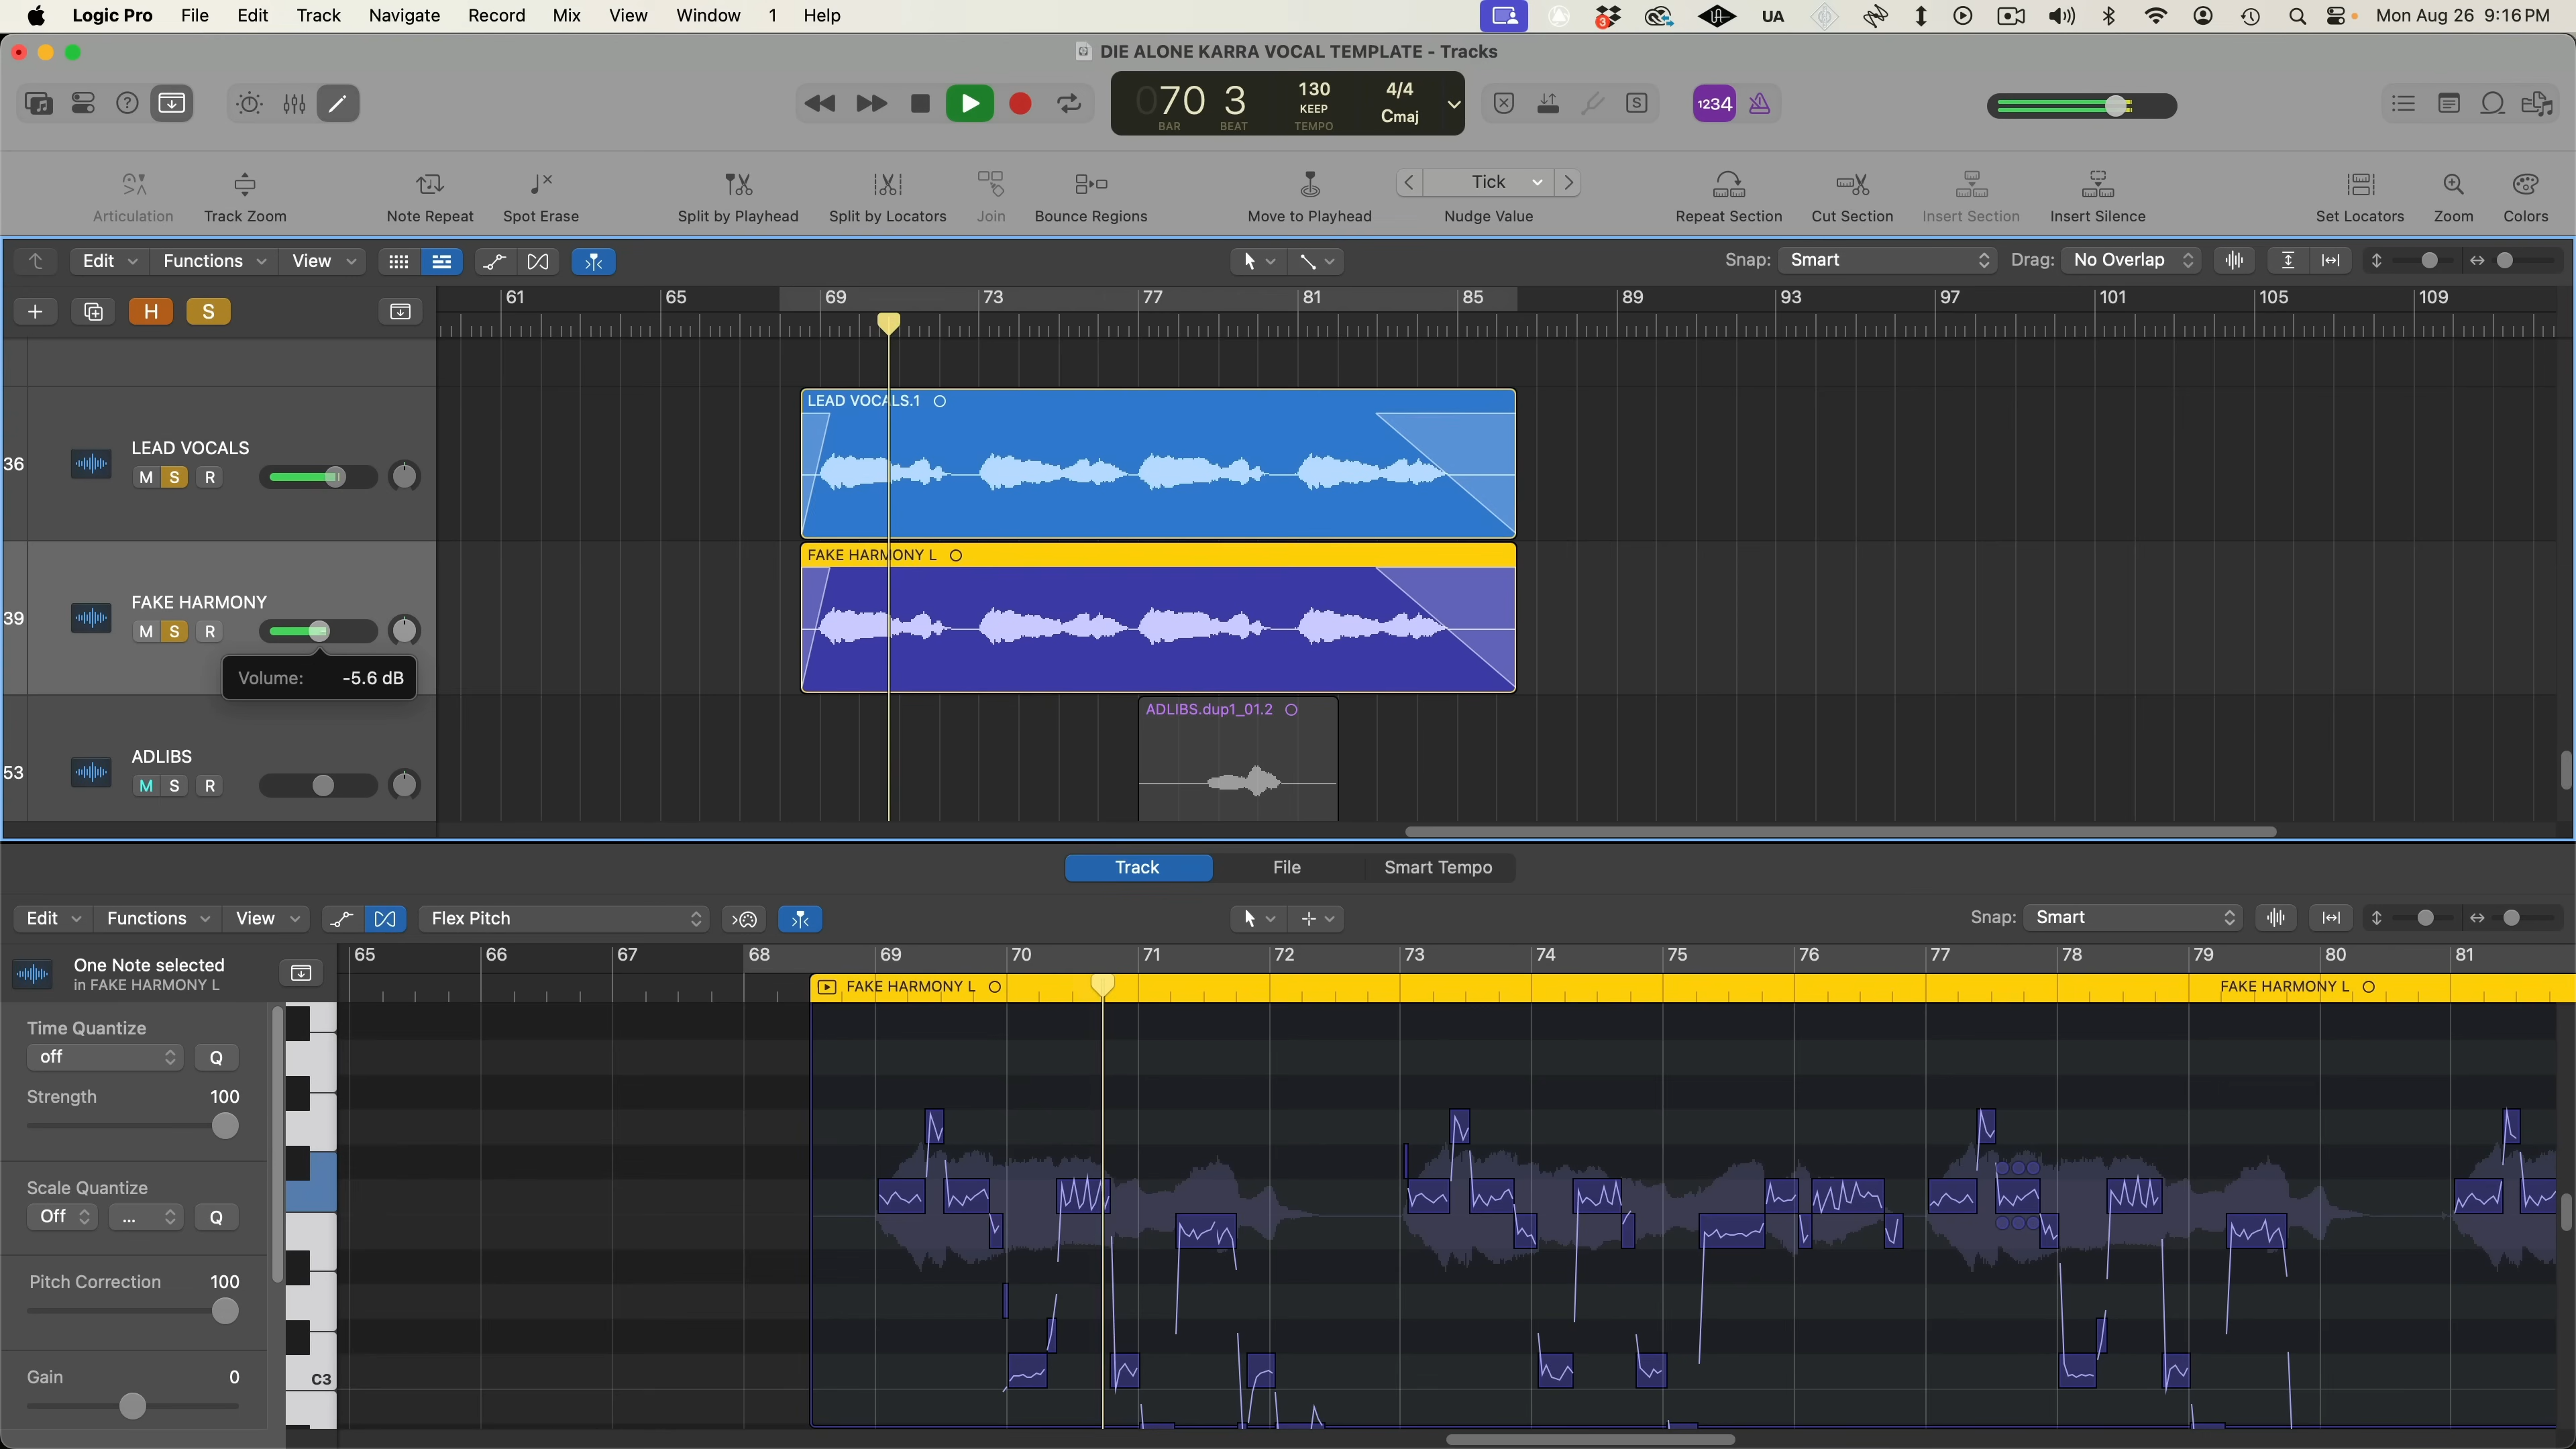 Logic Pro File Edit Track Navigate Record Mix View Window 1 Help
3 UA Mon Aug 26 9:16 PM
DIE ALONE KARRA VOCAL TEMPLATE - Tracks
070 3 130 4/4
KEEP Cmaj
BAR BEAT TEMPO
S 1234
Tick
Articulation Track Zoom Note Repeat Spot Erase Split by Playhead Split by Locators Join Bounce Regions Move to Playhead Nudge Value Repeat Section Cut Section Insert Section Insert Silence Set Locators Zoom Colors
Edit Functions View Snap: Smart Drag: No Overlap
H S
61 65 69 73 77 81 85 89 93 97 101 105 109
LEAD VOCALS.1
36 LEAD VOCALS
M S R
FAKE HARMONY L
39 FAKE HARMONY
M S R
Volume: -5.6 dB
ADLIBS.dup1_01.2
53 ADLIBS
M S R
Track File Smart Tempo
Edit Functions View Flex Pitch Snap: Smart
65 66 67 68 69 70 71 72 73 74 75 76 77 78 79 80 81
One Note selected
in FAKE HARMONY L
FAKE HARMONY L FAKE HARMONY L
Time Quantize
off Q
Strength 100
Scale Quantize
Off ... Q
Pitch Correction 100
Gain 0
C3